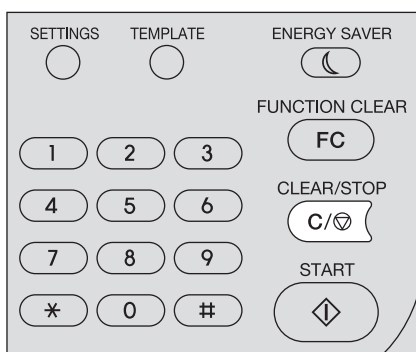 SETTINGS TEMPLATE ENERGY SAVER
FUNCTION CLEAR
FC
1 2 3
CLEAR/STOP
4 5 6
C/
7 8 9
START
* 0 #